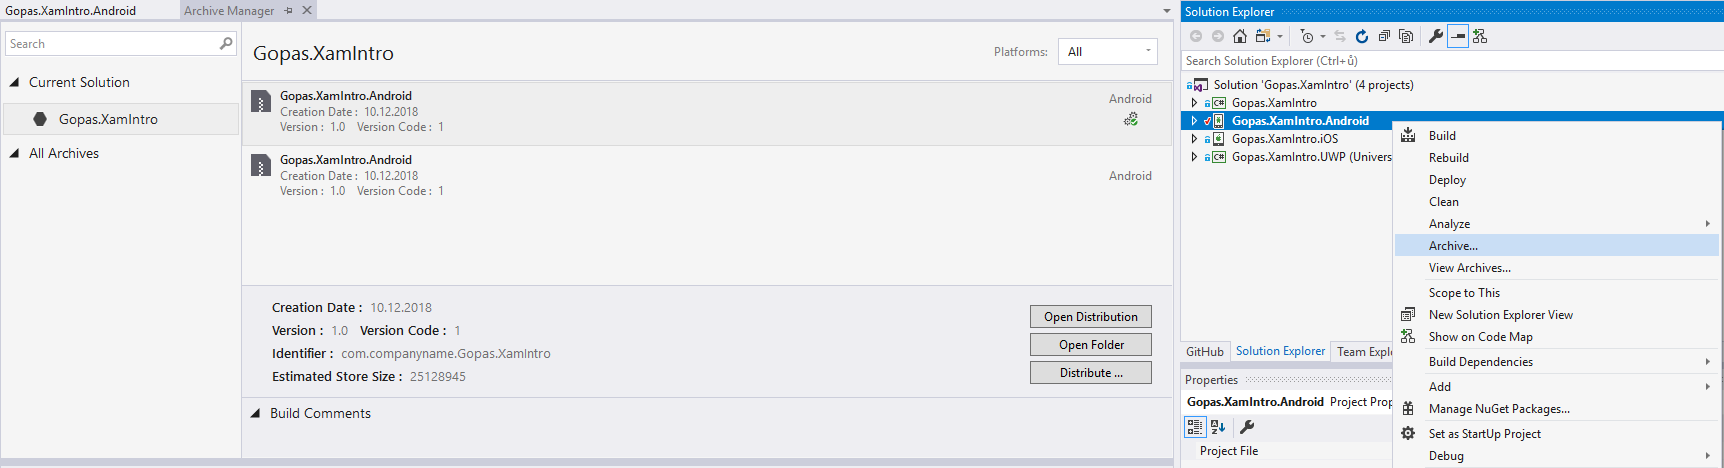 Gopas.XamIntro.Android
Archive Manager
Search
Current Solution
Gopas.XamIntro
All Archives
Gopas.XamIntro
Platforms: All
Gopas.XamIntro.Android
Creation Date : 10.12.2018
Version : 1.0 Version Code : 1
Android
Gopas.XamIntro.Android
Creation Date : 10.12.2018
Version : 1.0 Version Code : 1
Android
Creation Date : 10.12.2018
Version : 1.0 Version Code : 1
Identifier : com.companyname.Gopas.XamIntro
Estimated Store Size : 25128945
Open Distribution
Open Folder
Distribute ...
Build Comments
Solution Explorer
Search Solution Explorer (Ctrl+ů)
Solution 'Gopas.XamIntro' (4 projects)
C# Gopas.XamIntro
Gopas.XamIntro.Android
Gopas.XamIntro.iOS
C# Gopas.XamIntro.UWP (Univers
Build
Rebuild
Deploy
Clean
Analyze
Archive...
View Archives...
Scope to This
New Solution Explorer View
Show on Code Map
Build Dependencies
Add
Manage NuGet Packages...
Set as StartUp Project
Debug
GitHub
Solution Explorer
Team Explo
Properties
Gopas.XamIntro.Android Project Prop
Project File